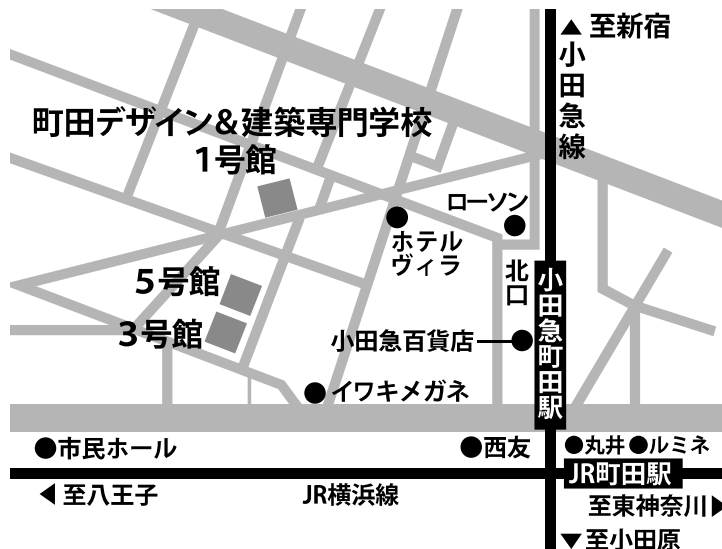 ▲至新宿
小田急線
町田デザイン&建築専門学校
1号館
ローソン
ホテル
ヴィラ
北口
5号館
3号館
小田急町田駅
小田急百貨店
イワキメガネ
●市民ホール
●西友
●丸井●ルミネ
JR町田駅
◀至八王子
JR横浜線
至東神奈川▶
▼至小田原